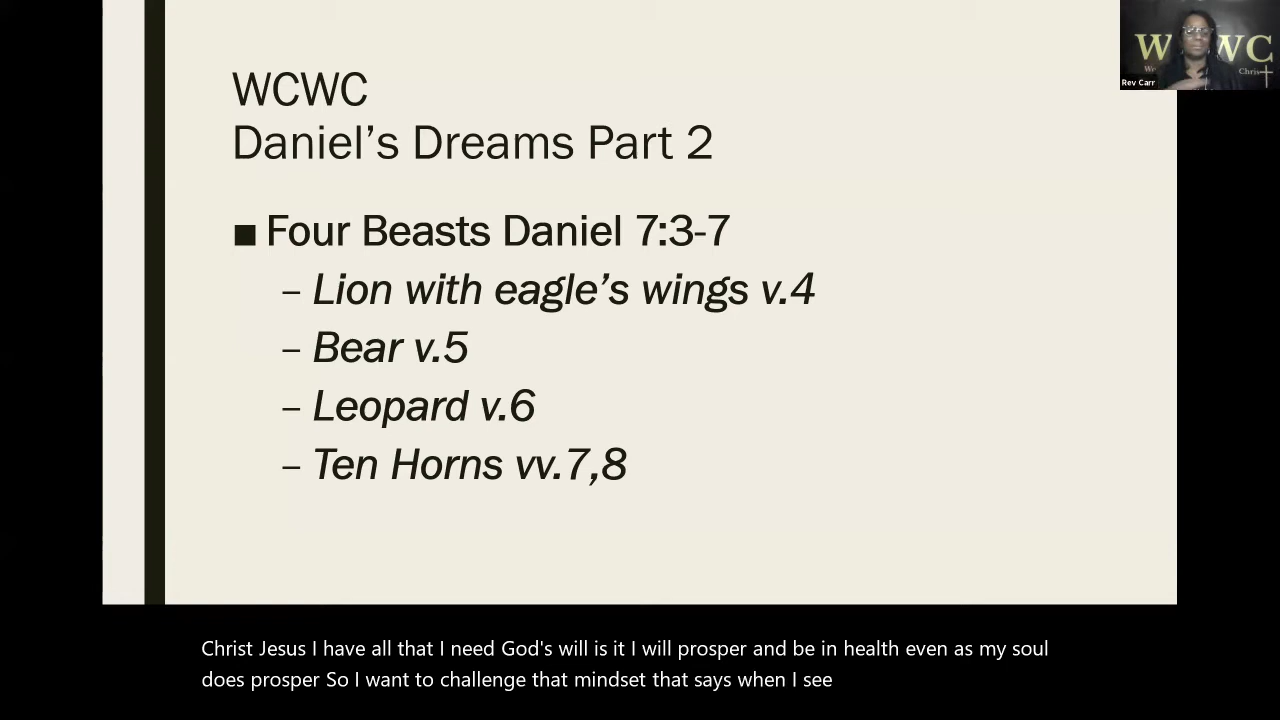 WCWC
Daniel's Dreams Part 2
■ Four Beasts Daniel 7:3-7
– Lion with eagle's wings v.4
– Bear v.5
– Leopard v.6
– Ten Horns vv.7,8
W WC
We
Chris
Rev Carr
Christ Jesus I have all that I need God's will is it I will prosper and be in health even as my soul
does prosper So I want to challenge that mindset that says when I see